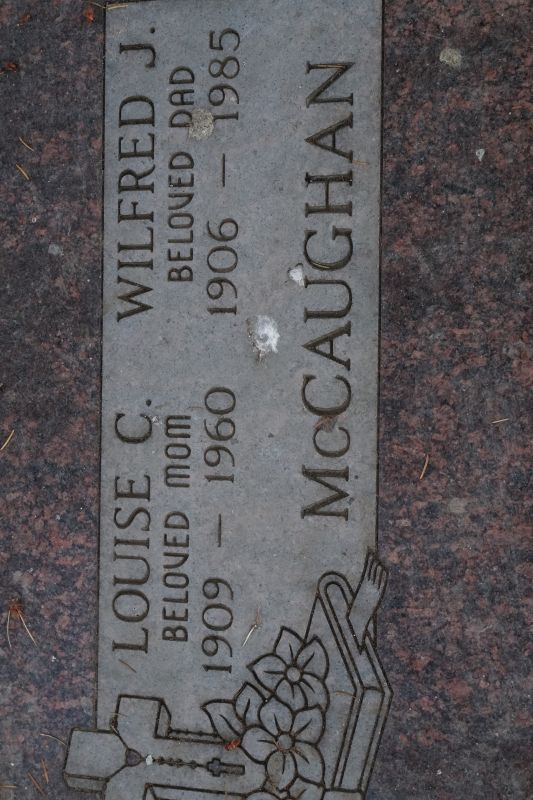 LOUISE C.
BELOVED MOM
1909 — 1960
WILFRED J.
BELOVED DAD
1906 — 1985
McCAUGHAN